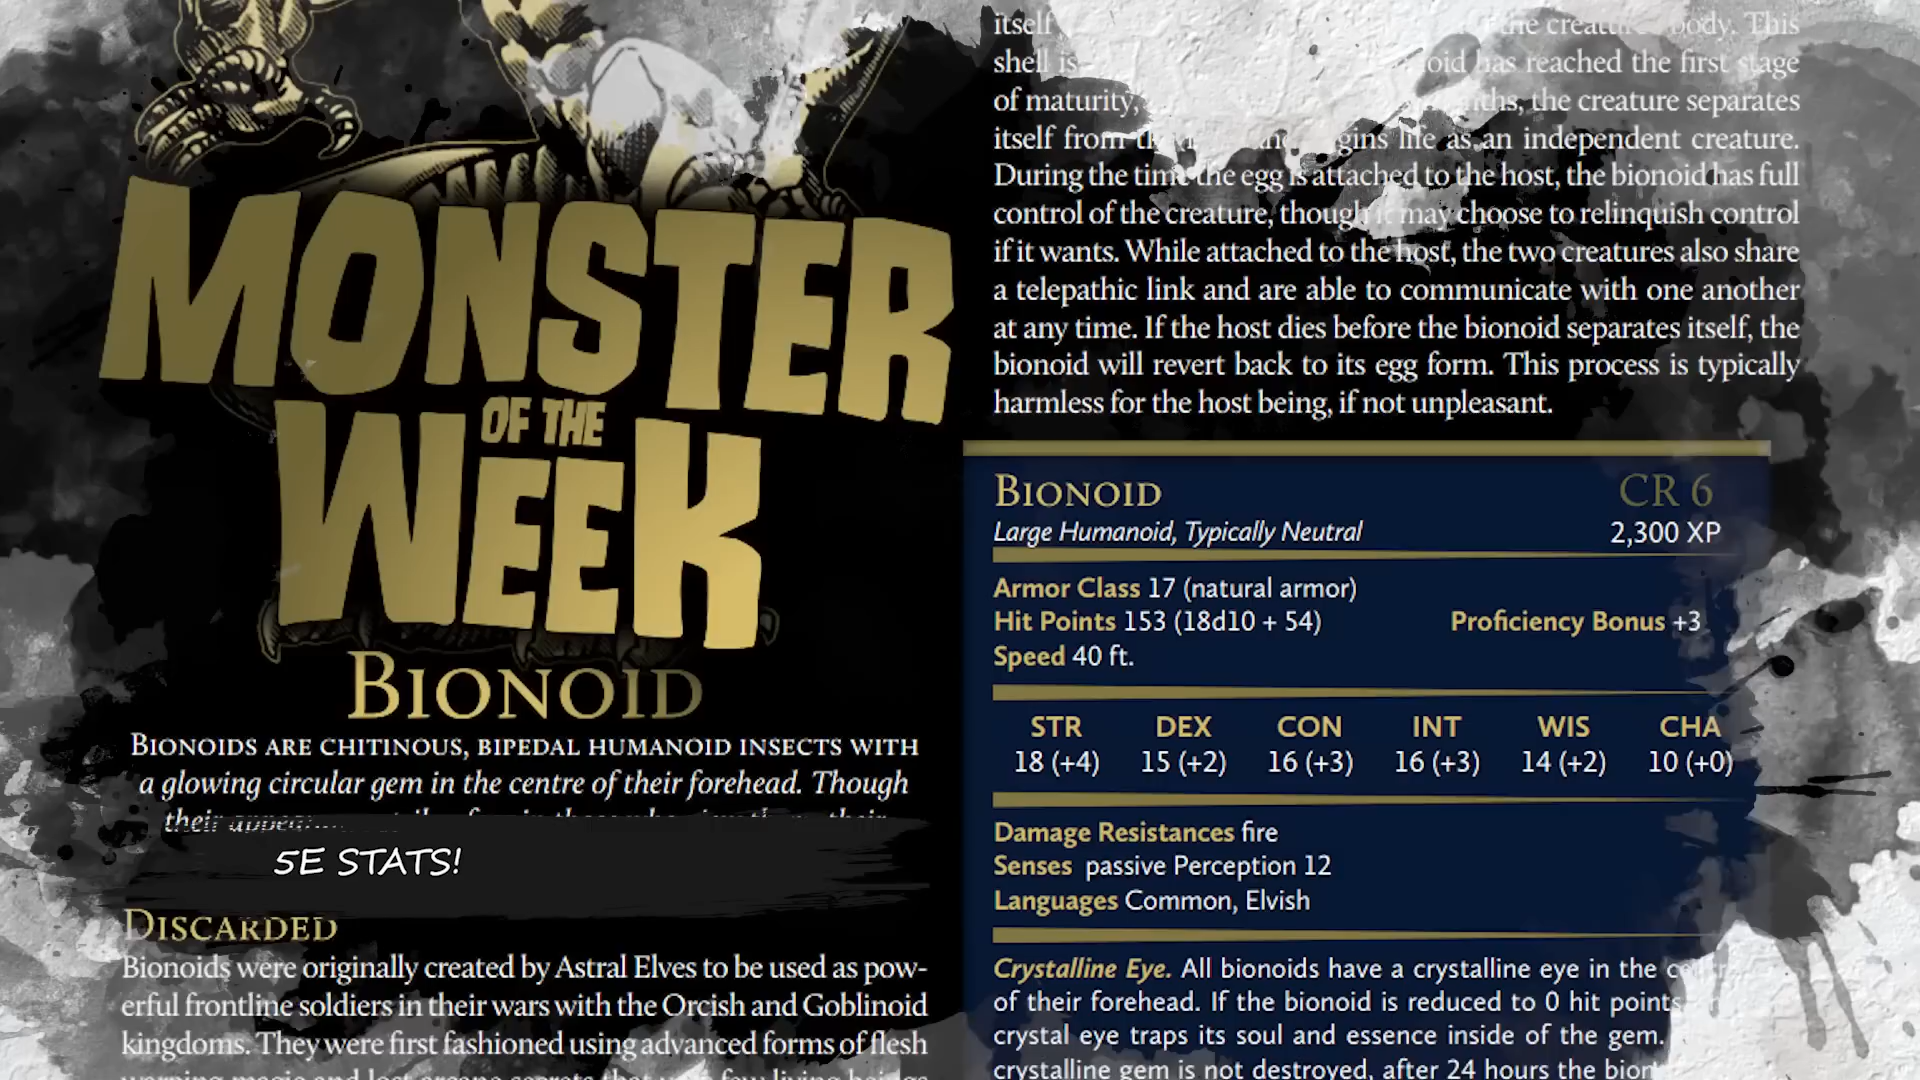 MONSTER
OF THE
WEEK
BIONOID
BIONOIDS ARE CHITINOUS, BIPEDAL HUMANOID INSECTS WITH
a glowing circular gem in the centre of their forehead. Though
their
5E STATS!
DISCARDED
Bionoids were originally created by Astral Elves to be used as pow-
erful frontline soldiers in their wars with the Orcish and Goblinoid
kingdoms. They were first fashioned using advanced forms of flesh
itself body. This
shell is has reached the first stage
of maturity, the creature separates
itself from life as an independent creature.
During the time the egg is attached to the host, the bionoid has full
control of the creature, though it may choose to relinquish control
if it wants. While attached to the host, the two creatures also share
a telepathic link and are able to communicate with one another
at any time. If the host dies before the bionoid separates itself, the
bionoid will revert back to its egg form. This process is typically
harmless for the host being, if not unpleasant.
BIONOID CR 6
Large Humanoid, Typically Neutral 2,300 XP
Armor Class 17 (natural armor)
Hit Points 153 (18d10 + 54) Proficiency Bonus +3
Speed 40 ft.
STR DEX CON INT WIS CHA
18 (+4) 15 (+2) 16 (+3) 16 (+3) 14 (+2) 10 (+0)
Damage Resistances fire
Senses passive Perception 12
Languages Common, Elvish
Crystalline Eye. All bionoids have a crystalline eye in the
of their forehead. If the bionoid is reduced to 0 hit points
crystal eye traps its soul and essence inside of the gem.
crystalline gem is not destroyed, after 24 hours the